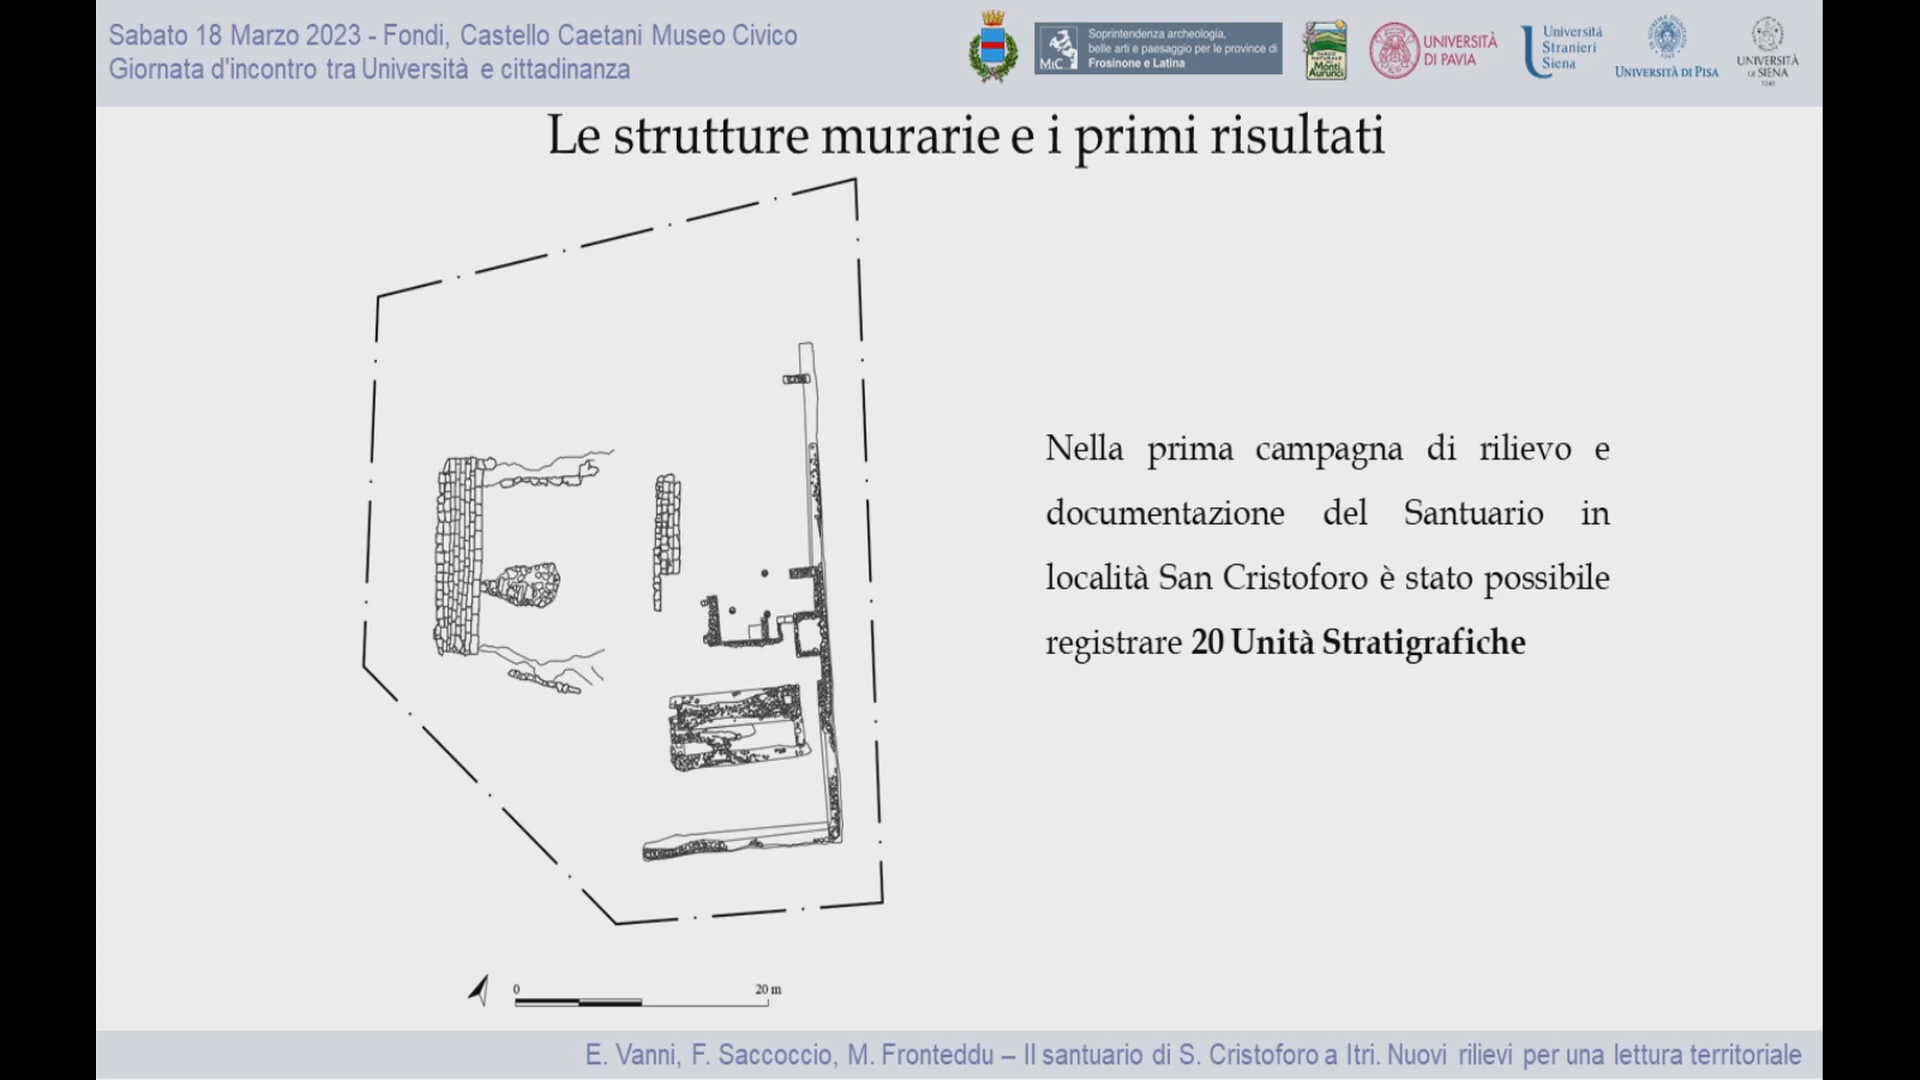 Sabato 18 Marzo 2023 - Fondi, Castello Caetani Museo Civico
Giornata d'incontro tra Università e cittadinanza
MiC
Soprintendenza archeologia,
belle arti e paesaggio per le province di
Frosinone e Latina
Monti
Aurunci
UNIVERSITÀ
DI PAVIA
Università
Stranieri
Siena
UNIVERSITÀ DI PISA
UNIVERSITÀ
DI SIENA
1240
Le strutture murarie e i primi risultati
Nella prima campagna di rilievo e
documentazione del Santuario in
località San Cristoforo è stato possibile
registrare 20 Unità Stratigrafiche
0 20 m
E. Vanni, F. Saccoccio, M. Fronteddu – Il santuario di S. Cristoforo a Itri. Nuovi rilievi per una lettura territoriale